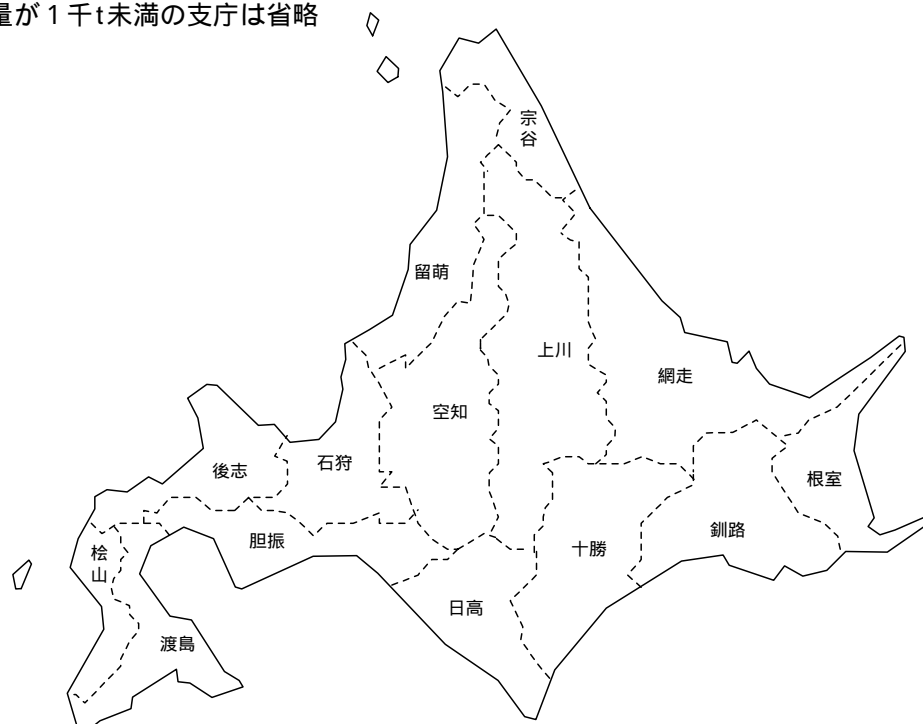 量が1千t未満の支庁は省略
宗谷
留萌
上川
網走
空知
石狩
後志
根室
釧路
胆振
十勝
桧山
日高
渡島